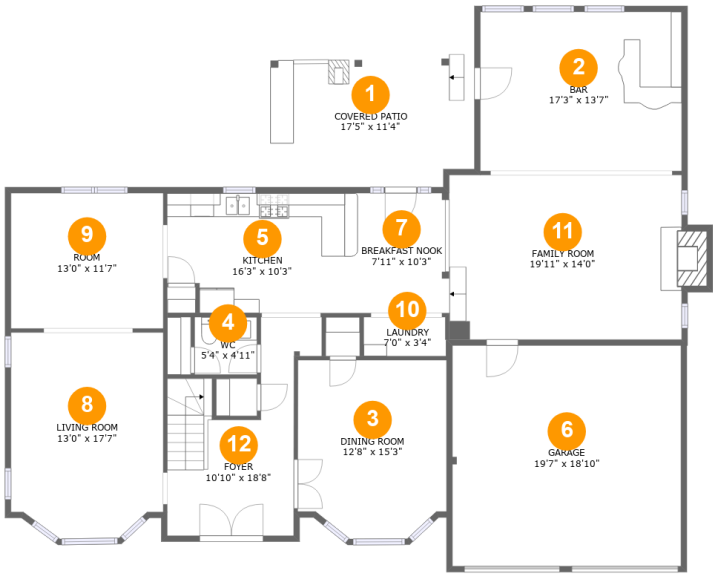 2
BAR
17'3" x 13'7"
1
COVERED PATIO
17'5" x 11'4"
9
ROOM
13'0" x 11'7"
5
KITCHEN
16'3" x 10'3"
7
BREAKFAST NOOK
7'11" x 10'3"
11
FAMILY ROOM
19'11" x 14'0"
4
WC
5'4" x 4'11"
10
LAUNDRY
7'0" x 3'4"
8
LIVING ROOM
13'0" x 17'7"
12
FOYER
10'10" x 18'8"
3
DINING ROOM
12'8" x 15'3"
6
GARAGE
19'7" x 18'10"